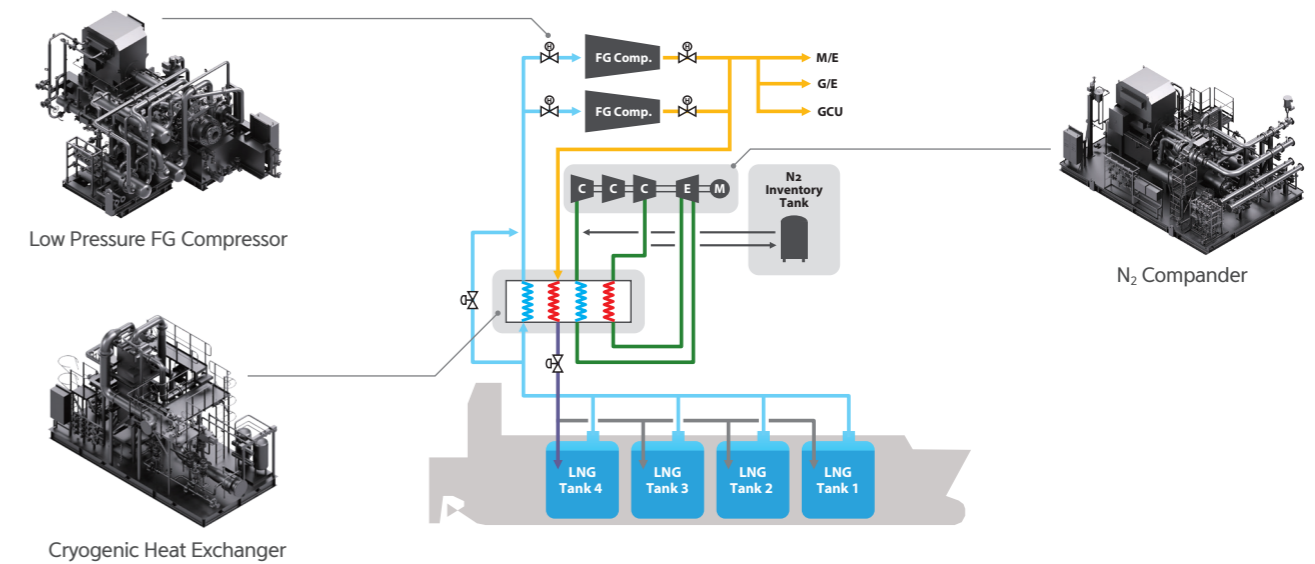 FG Comp.
M/E
G/E
FG Comp.
GCU
C
C
C
E
M
N2
Inventory
Tank
Low Pressure FG Compressor
N₂ Compander
LNG
Tank 4
LNG
Tank 3
LNG
Tank 2
LNG
Tank 1
Cryogenic Heat Exchanger
H
H
H
H